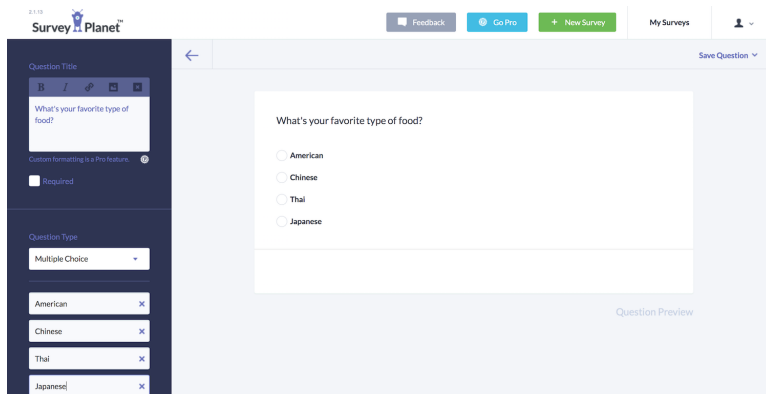 2.1.13
Survey Planet™
Feedback
Go Pro
+ New Survey
My Surveys
Save Question
Question Title
B I
What's your favorite type of
food?
Custom formatting is a Pro feature.
Required
Question Type
Multiple Choice
American
Chinese
Thai
Japanese
What's your favorite type of food?
American
Chinese
Thai
Japanese
Question Preview